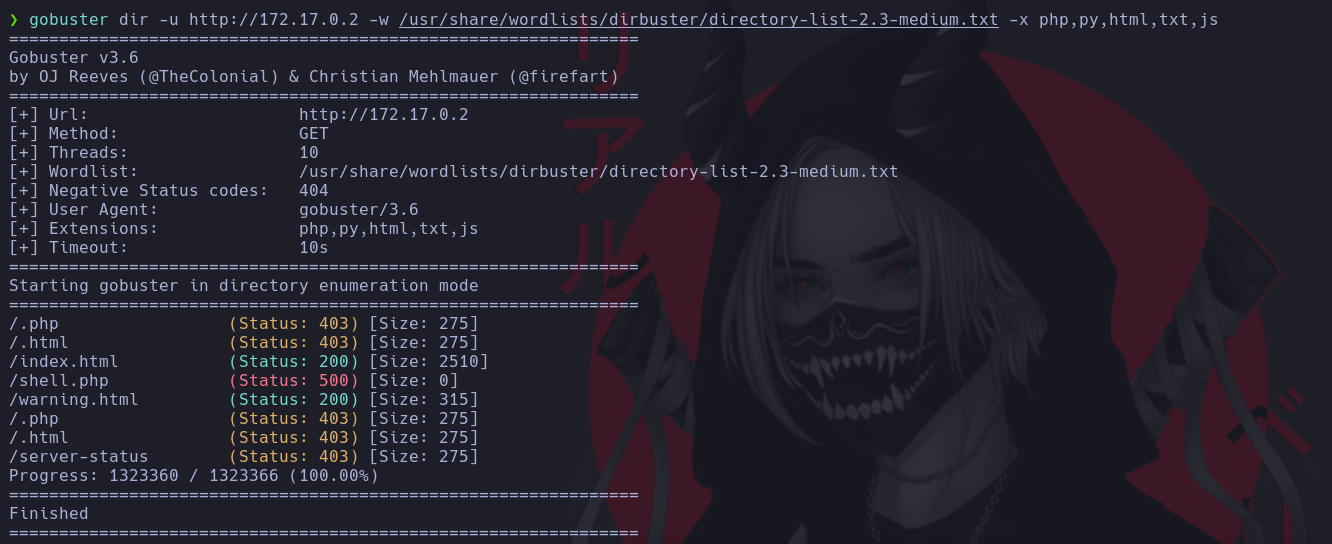 ❯ gobuster dir -u http://172.17.0.2 -w /usr/share/wordlists/dirbuster/directory-list-2.3-medium.txt -x php,py,html,txt,js
===============================================================
Gobuster v3.6
by OJ Reeves (@TheColonial) & Christian Mehlmauer (@firefart)
===============================================================
[+] Url:                     http://172.17.0.2
[+] Method:                  GET
[+] Threads:                 10
[+] Wordlist:                /usr/share/wordlists/dirbuster/directory-list-2.3-medium.txt
[+] Negative Status codes:   404
[+] User Agent:              gobuster/3.6
[+] Extensions:              php,py,html,txt,js
[+] Timeout:                 10s
===============================================================
Starting gobuster in directory enumeration mode
===============================================================
/.php                 (Status: 403) [Size: 275]
/.html                (Status: 403) [Size: 275]
/index.html           (Status: 200) [Size: 2510]
/shell.php            (Status: 500) [Size: 0]
/warning.html         (Status: 200) [Size: 315]
/.php                 (Status: 403) [Size: 275]
/.html                (Status: 403) [Size: 275]
/server-status        (Status: 403) [Size: 275]
Progress: 1323360 / 1323366 (100.00%)
===============================================================
Finished
===============================================================
リアル